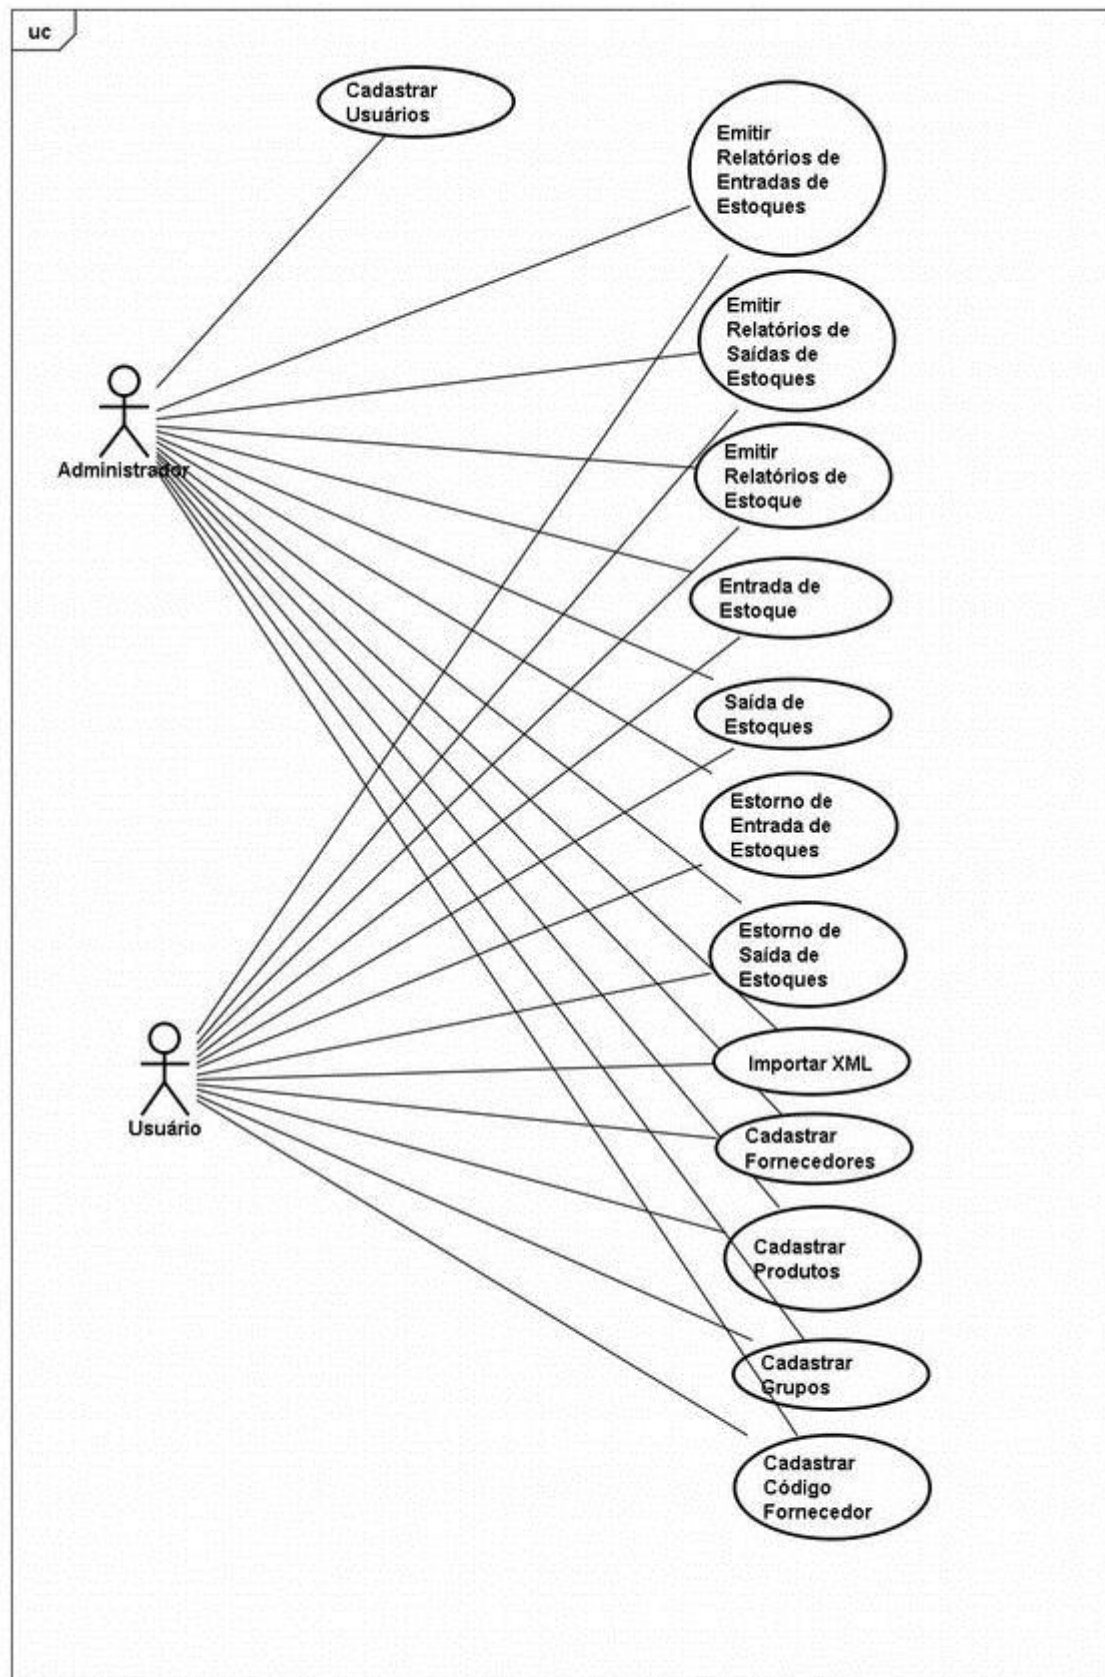 uc
Cadastrar
Usuários
Emitir
Relatórios de
Entradas de
Estoques
Emitir
Relatórios de
Saídas de
Estoques
Administrador
Emitir
Relatórios de
Estoque
Entrada de
Estoque
Saída de
Estoques
Estorno de
Entrada de
Estoques
Estorno de
Saída de
Estoques
Importar XML
Usuário
Cadastrar
Fornecedores
Cadastrar
Produtos
Cadastrar
Grupos
Cadastrar
Código
Fornecedor